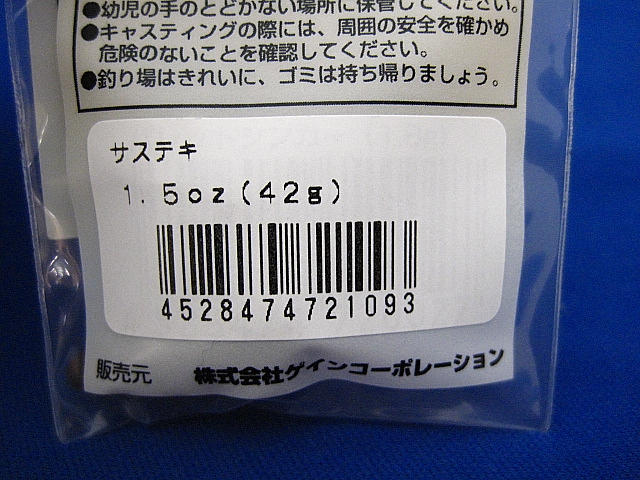 ●幼児の手のとどかない場所に保管してください。
●キャスティングの際には、周囲の安全を確かめ
危険のないことを確認してください。
●釣り場はきれいに、ゴミは持ち帰りましょう。
サステキ
1.5oz(42g)
4528474721093
販売元 株式会社ゲインコーポレーション